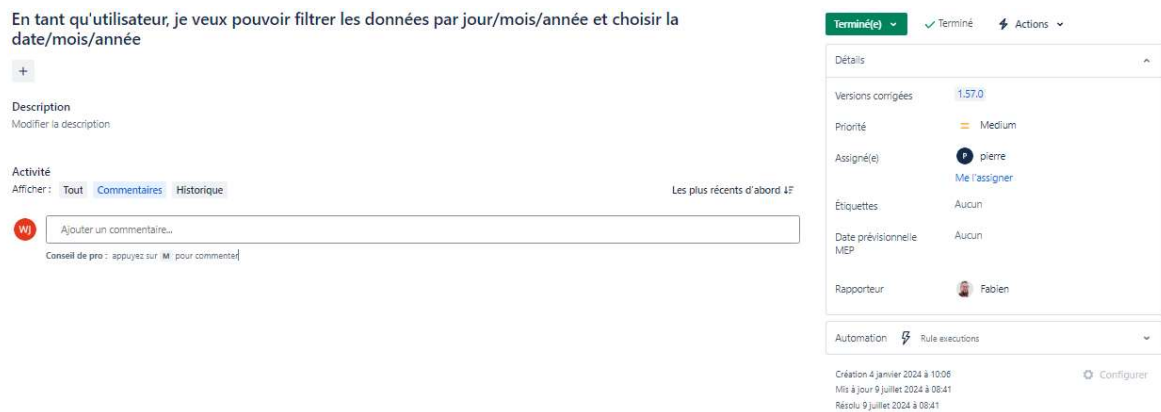 En tant qu'utilisateur, je veux pouvoir filtrer les données par jour/mois/année et choisir la
date/mois/année
+
Description
Modifier la description
Activité
Afficher : Tout Commentaires Historique Les plus récents d'abord
WJ Ajouter un commentaire...
Conseil de pro : appuyez sur M pour commenter
Terminé(e) Terminé Actions
Détails
Versions corrigées 1.57.0
Priorité Medium
Assigné(e) P pierre
Me l'assigner
Étiquettes Aucun
Date prévisionnelle Aucun
MEP
Rapporteur Fabien
Automation Rule executions
Création 4 janvier 2024 à 10:06 Configurer
Mis à jour 9 juillet 2024 à 08:41
Résolu 9 juillet 2024 à 08:41